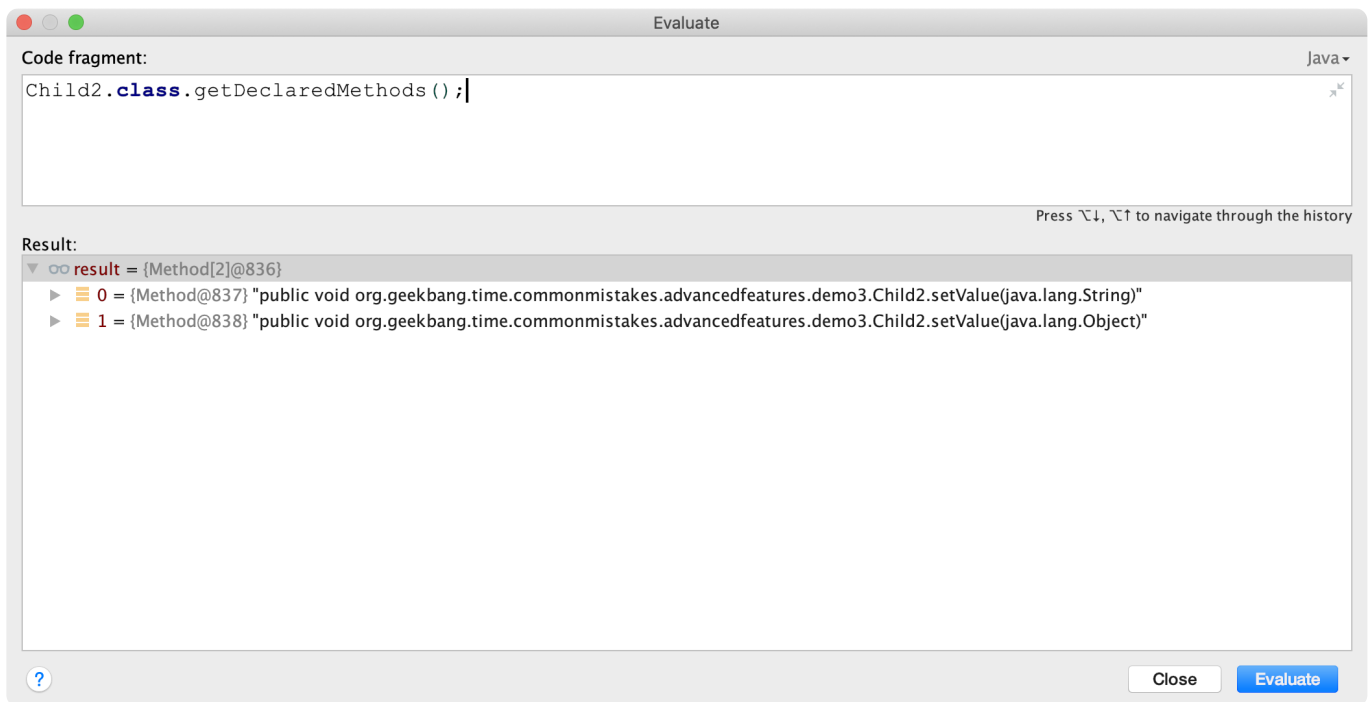 Evaluate
Code fragment:
Java
Child2.class.getDeclaredMethods();
Press ⌥↓, ⌥↑ to navigate through the history
Result:
result = {Method[2]@836}
0 = {Method@837} "public void org.geekbang.time.commonmistakes.advancedfeatures.demo3.Child2.setValue(java.lang.String)"
1 = {Method@838} "public void org.geekbang.time.commonmistakes.advancedfeatures.demo3.Child2.setValue(java.lang.Object)"
?
Close
Evaluate